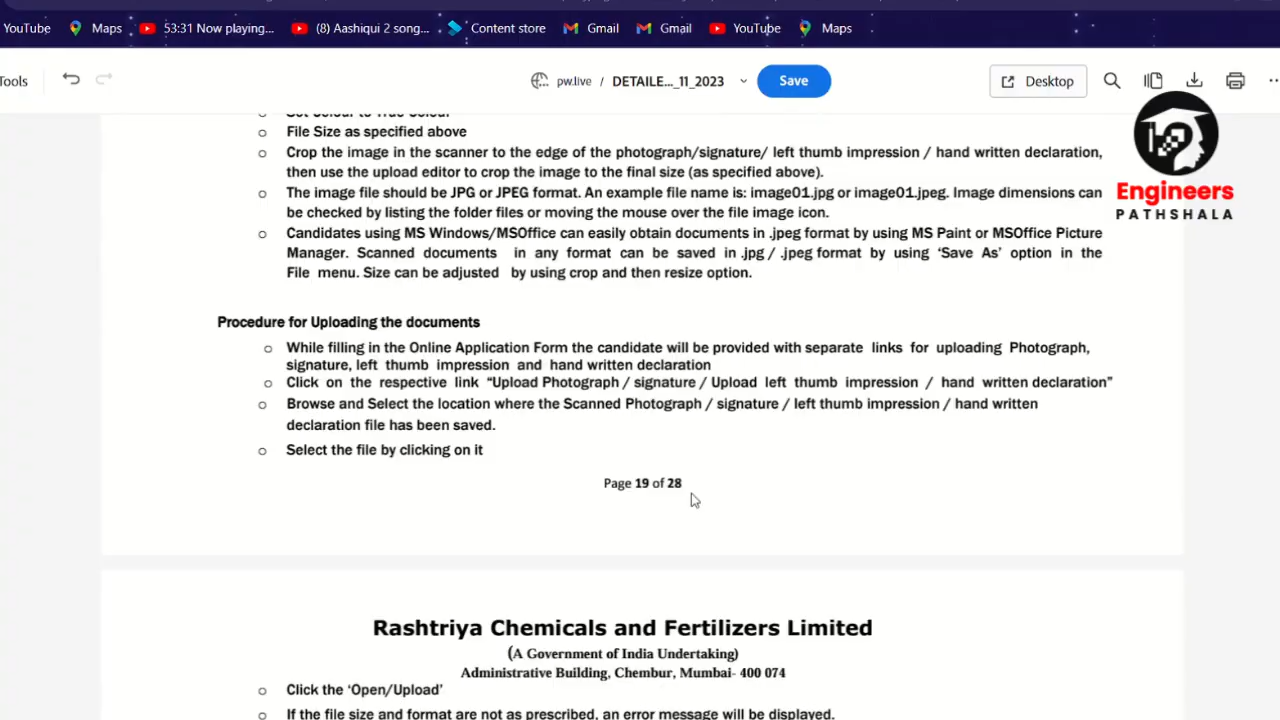 YouTube Maps 53:31 Now playing... (8) Aashiqui 2 song... Content store Gmail Gmail YouTube Maps
Tools pw.live / DETAILE..._11_2023 Save Desktop
Set Colour to True Colour
o File Size as specified above
o Crop the image in the scanner to the edge of the photograph/signature/ left thumb impression / hand written declaration,
then use the upload editor to crop the image to the final size (as specified above).
o The image file should be JPG or JPEG format. An example file name is: image01.jpg or image01.jpeg. Image dimensions can
be checked by listing the folder files or moving the mouse over the file image icon.
o Candidates using MS Windows/MSOffice can easily obtain documents in .jpeg format by using MS Paint or MSOffice Picture
Manager. Scanned documents in any format can be saved in .jpg / .jpeg format by using ‘Save As’ option in the
File menu. Size can be adjusted by using crop and then resize option.
Engineers
PATHSHALA
Procedure for Uploading the documents
o While filling in the Online Application Form the candidate will be provided with separate links for uploading Photograph,
signature, left thumb impression and hand written declaration
o Click on the respective link “Upload Photograph / signature / Upload left thumb impression / hand written declaration”
o Browse and Select the location where the Scanned Photograph / signature / left thumb impression / hand written
declaration file has been saved.
o Select the file by clicking on it
Page 19 of 28
Rashtriya Chemicals and Fertilizers Limited
(A Government of India Undertaking)
Administrative Building, Chembur, Mumbai- 400 074
o Click the ‘Open/Upload’
o If the file size and format are not as prescribed, an error message will be displayed.